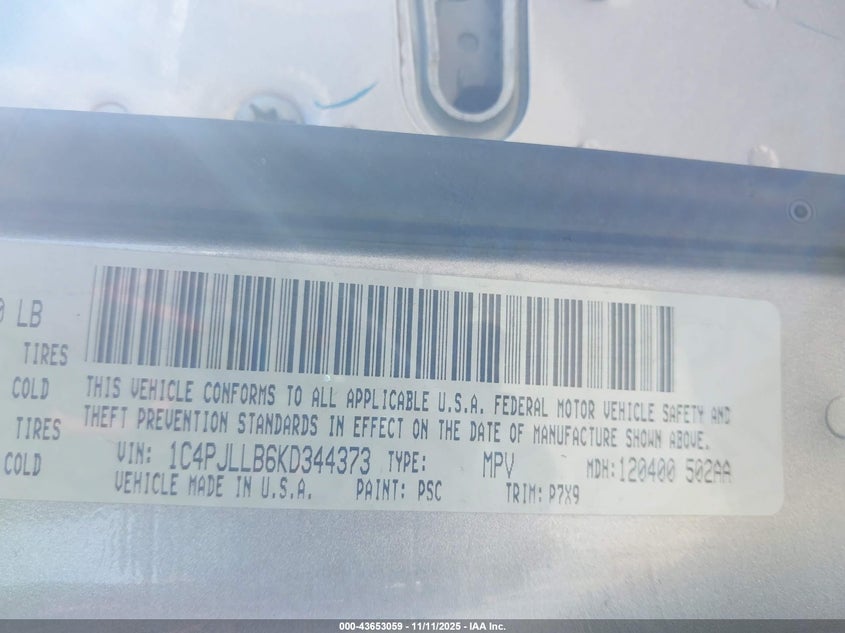 0 LB
TIRES
COLD
THIS VEHICLE CONFORMS TO ALL APPLICABLE U.S.A. FEDERAL MOTOR VEHICLE SAFETY AND
TIRES
THEFT PREVENTION STANDARDS IN EFFECT ON THE DATE OF MANUFACTURE SHOWN ABOVE.
COLD
VIN: 1C4PJLLB6KD344373 TYPE: MPV MDH:120400 502AA
VEHICLE MADE IN U.S.A. PAINT: PSC TRIM: P7X9
000-43653059 - 11/11/2025 - IAA Inc.